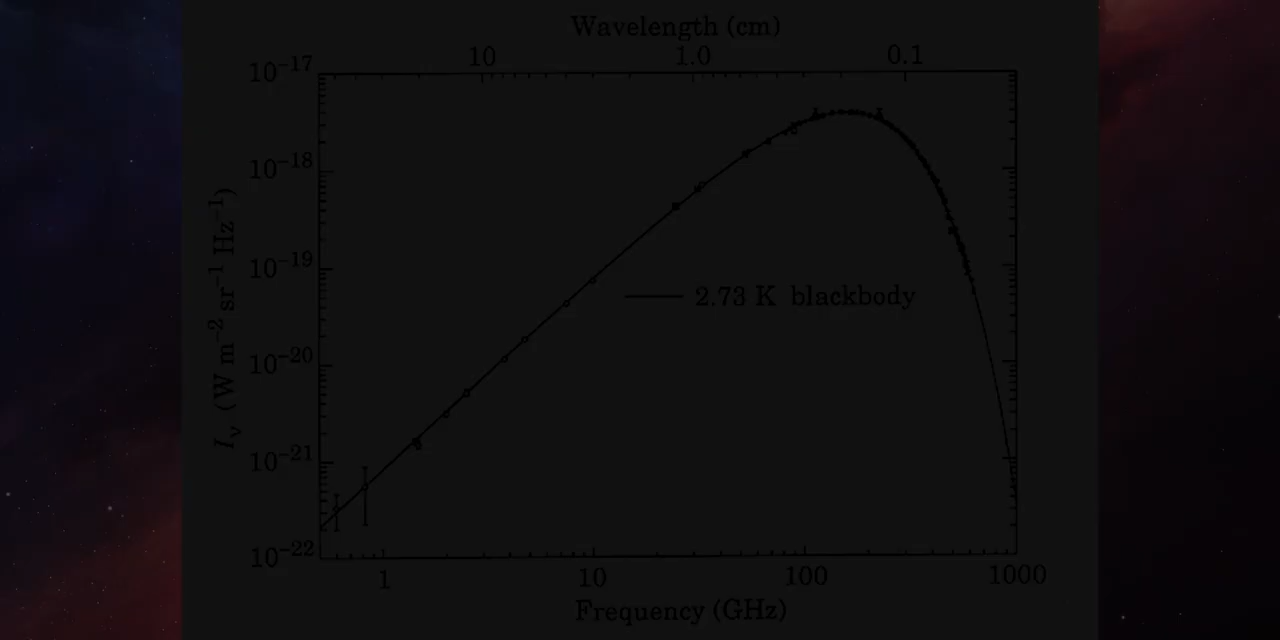 Wavelength (cm)
10 1.0 0.1
10⁻¹⁷
10⁻¹⁸
10⁻¹⁹
10⁻²⁰
10⁻²¹
10⁻²²
I_ν (W m⁻² sr⁻¹ Hz⁻¹)
2.73 K blackbody
1 10 100 1000
Frequency (GHz)